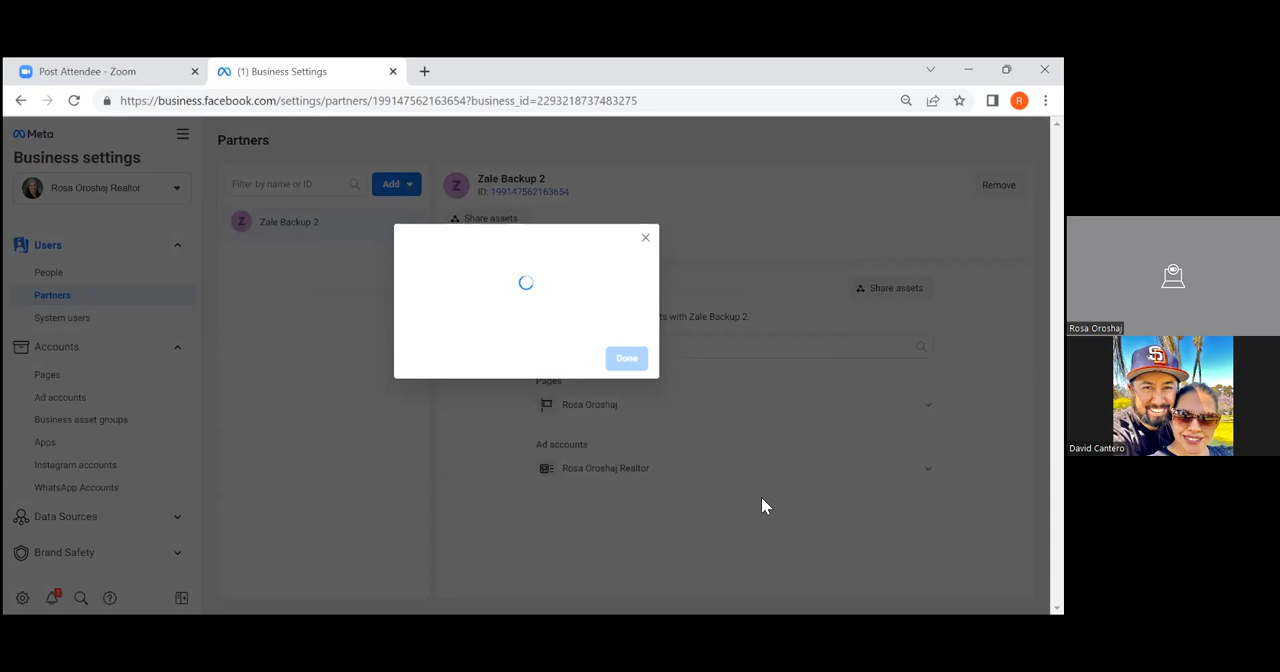 Post Attendee - Zoom
(1) Business Settings
https://business.facebook.com/settings/partners/199147562163654?business_id=2293218737483275
R
Meta
Business settings
Rosa Oroshaj Realtor
Users
People
Partners
System users
Accounts
Pages
Ad accounts
Business asset groups
Apps
Instagram accounts
WhatsApp Accounts
Data Sources
Brand Safety
1
Partners
Filter by name or ID
Add
Z
Zale Backup 2
Z
Zale Backup 2
ID: 199147562163654
Remove
Share assets
Share assets
ts with Zale Backup 2.
Done
Pages
Rosa Oroshaj
Ad accounts
Rosa Oroshaj Realtor
Rosa Oroshaj
SD
David Cantero